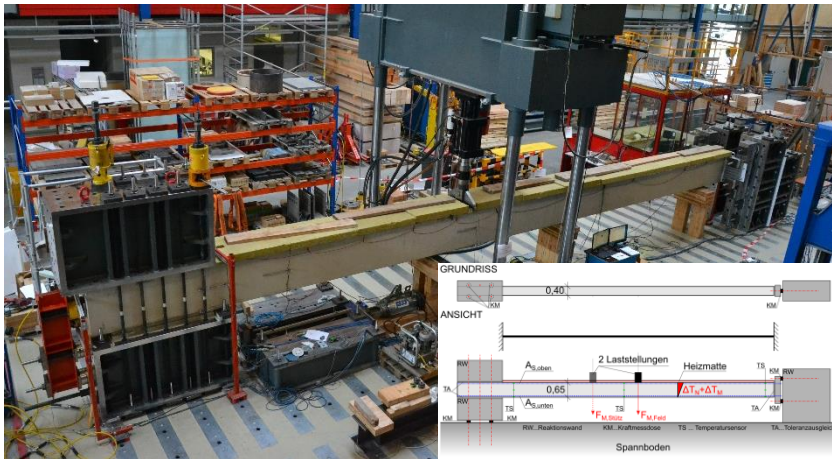 GRUNDRISS
0,40
KM
KM
ANSICHT
RW
2 Laststellungen
Heizmatte
TS
KM
RW
A_S,oben
TA
0,65
ΔT_N+ΔT_M
A_S,unten
KM
TS
KM
F_M,Stütz
TS
F_M,Feld
TA
KM
RW...Reaktionswand
KM...Kraftmessdose
TS ... Temperatursensor
TA...Toleranzausgleich
Spannboden